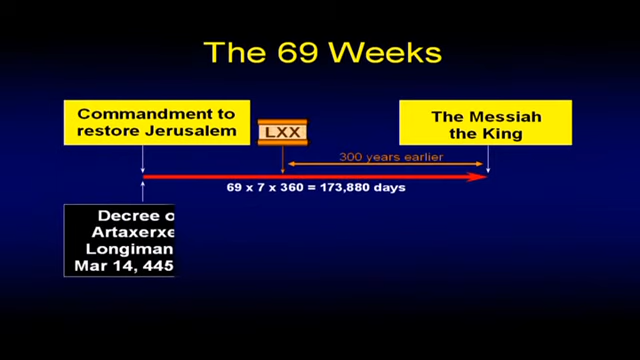 The 69 Weeks
Commandment to
restore Jerusalem
LXX
The Messiah
the King
300 years earlier
69 x 7 x 360 = 173,880 days
Decree o
Artaxerxe
Longiman
Mar 14, 445